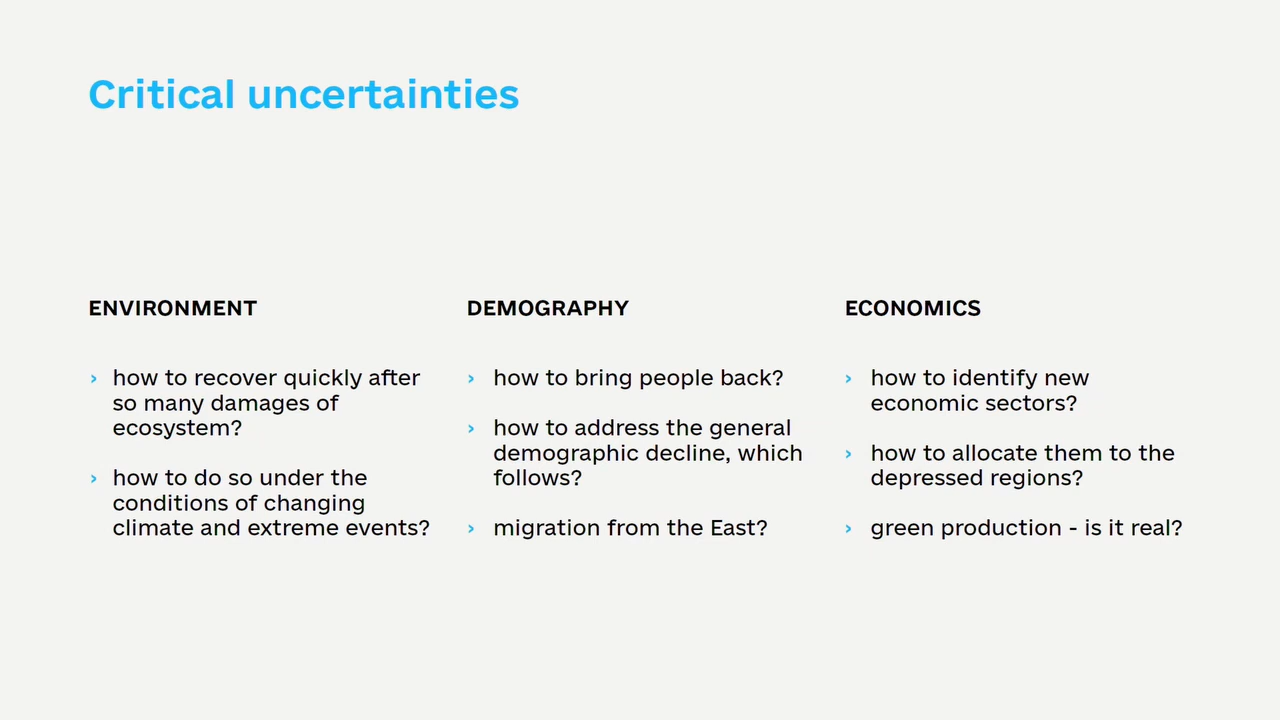 Critical uncertainties
ENVIRONMENT
› how to recover quickly after
so many damages of
ecosystem?
› how to do so under the
conditions of changing
climate and extreme events?
DEMOGRAPHY
› how to bring people back?
› how to address the general
demographic decline, which
follows?
› migration from the East?
ECONOMICS
› how to identify new
economic sectors?
› how to allocate them to the
depressed regions?
› green production - is it real?